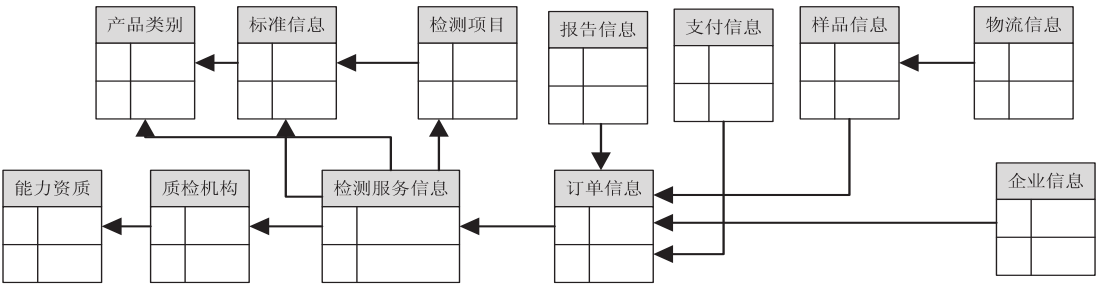 产品类别
标准信息
检测项目
报告信息
支付信息
样品信息
物流信息
能力资质
质检机构
检测服务信息
订单信息
企业信息